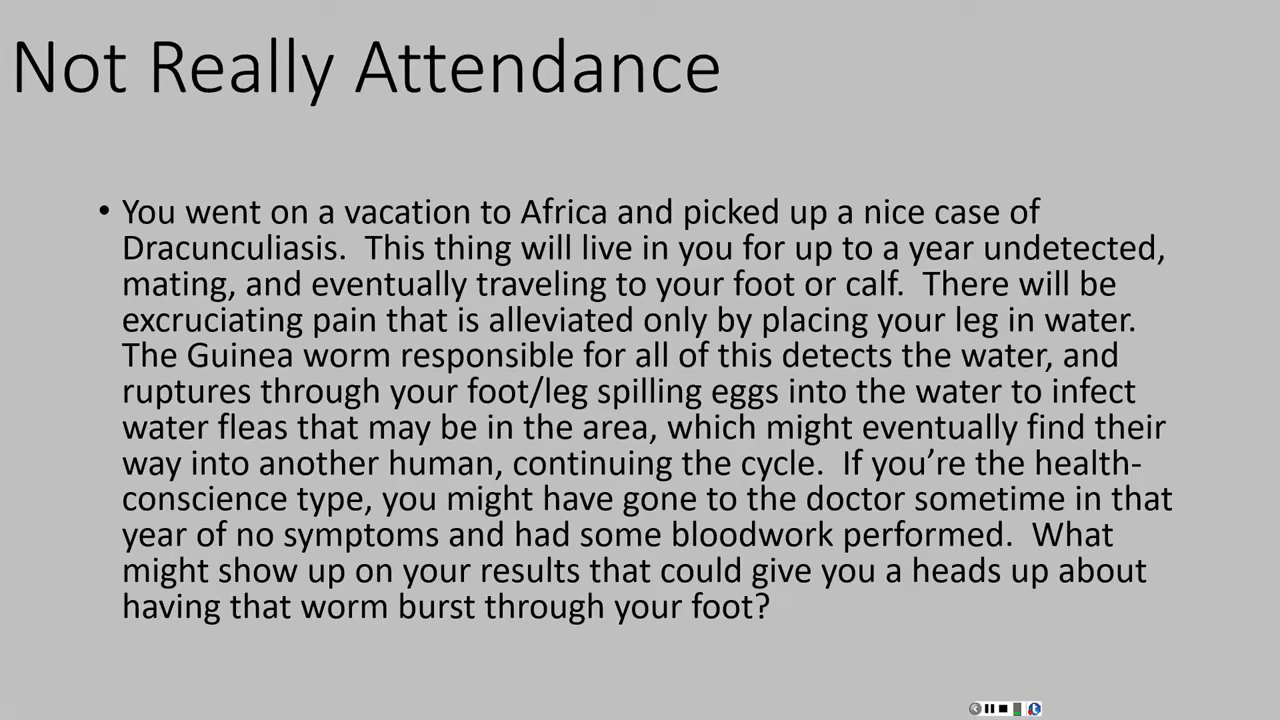 Not Really Attendance
• You went on a vacation to Africa and picked up a nice case of
Dracunculiasis.  This thing will live in you for up to a year undetected,
mating, and eventually traveling to your foot or calf.  There will be
excruciating pain that is alleviated only by placing your leg in water.
The Guinea worm responsible for all of this detects the water, and
ruptures through your foot/leg spilling eggs into the water to infect
water fleas that may be in the area, which might eventually find their
way into another human, continuing the cycle.  If you’re the health-
conscience type, you might have gone to the doctor sometime in that
year of no symptoms and had some bloodwork performed.  What
might show up on your results that could give you a heads up about
having that worm burst through your foot?